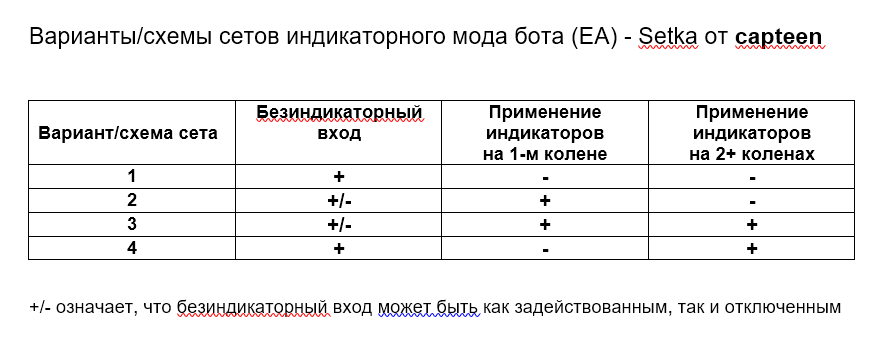 Варианты/схемы сетов индикаторного мода бота (EA) - Setka от capteen
Вариант/схема сета
Безиндикаторный
вход
Применение
индикаторов
на 1-м колене
Применение
индикаторов
на 2+ коленах
1 + - -
2 +/- + -
3 +/- + +
4 + - +
+/- означает, что безиндикаторный вход может быть как задействованным, так и отключенным